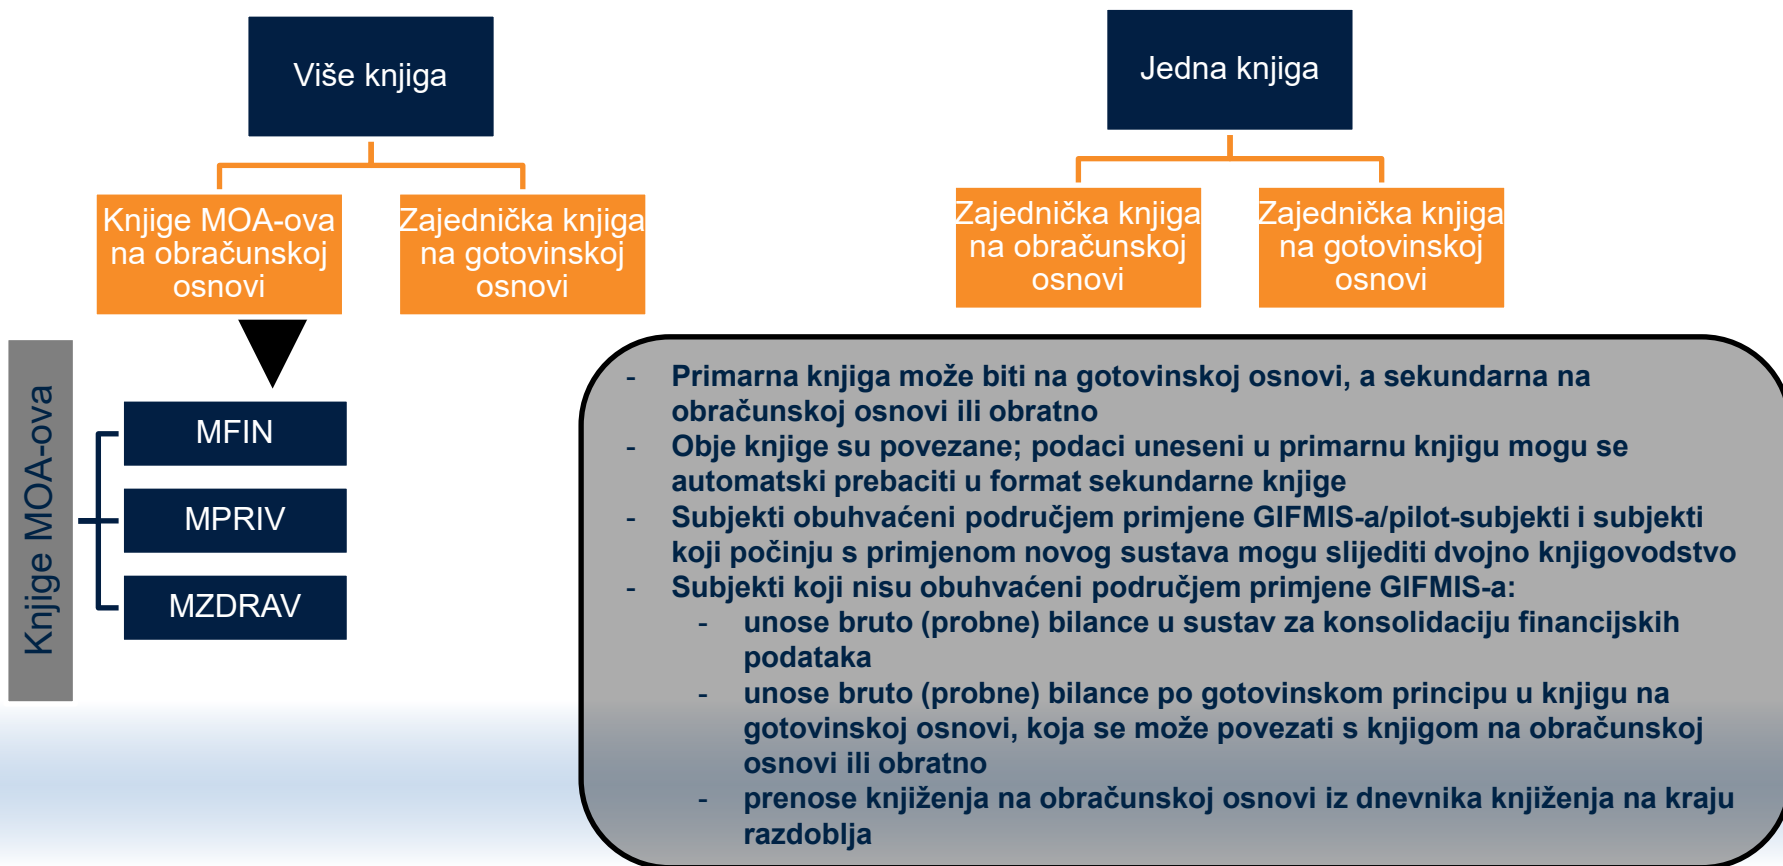 Više knjiga
Jedna knjiga
Knjige MOA-ova
na obračunskoj
osnovi
Zajednička knjiga
na gotovinskoj
osnovi
Zajednička knjiga
na obračunskoj
osnovi
Zajednička knjiga
na gotovinskoj
osnovi
Knjige MOA-ova
MFIN
MPRIV
MZDRAV
- Primarna knjiga može biti na gotovinskoj osnovi, a sekundarna na
obračunskoj osnovi ili obratno
- Obje knjige su povezane; podaci uneseni u primarnu knjigu mogu se
automatski prebaciti u format sekundarne knjige
- Subjekti obuhvaćeni područjem primjene GIFMIS-a/pilot-subjekti i subjekti
koji počinju s primjenom novog sustava mogu slijediti dvojno knjigovodstvo
- Subjekti koji nisu obuhvaćeni područjem primjene GIFMIS-a:
- unose bruto (probne) bilance u sustav za konsolidaciju financijskih
podataka
- unose bruto (probne) bilance po gotovinskom principu u knjigu na
gotovinskoj osnovi, koja se može povezati s knjigom na obračunskoj
osnovi ili obratno
- prenose knjiženja na obračunskoj osnovi iz dnevnika knjiženja na kraju
razdoblja